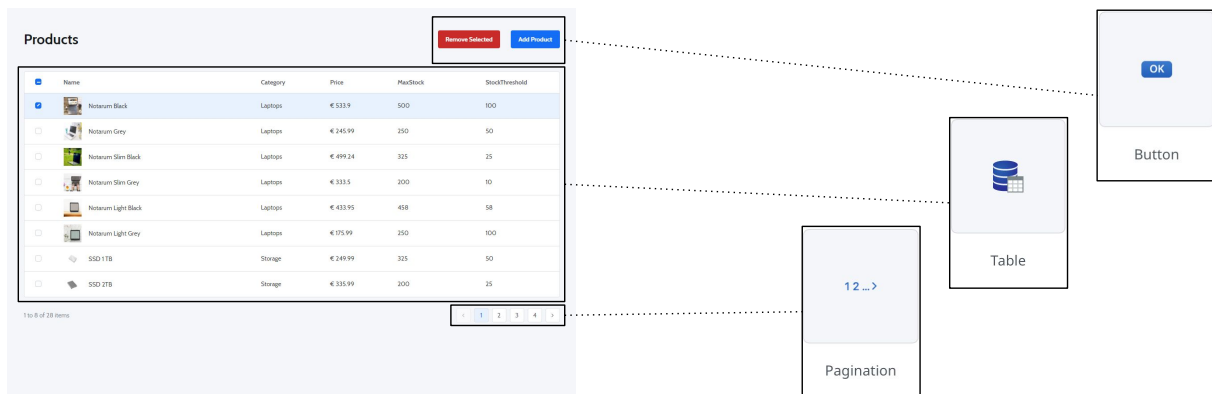 Products
Remove Selected Add Product
Name Category Price MaxStock StockThreshold
Notarum Black Laptops € 533.9 500 100
Notarum Grey Laptops € 245.99 250 50
Notarum Slim Black Laptops € 499.24 325 25
Notarum Slim Grey Laptops € 333.5 200 10
Notarum Light Black Laptops € 433.95 458 58
Notarum Light Grey Laptops € 175.99 250 100
SSD 1 TB Storage € 249.99 325 50
SSD 2TB Storage € 335.99 200 25
1 to 8 of 28 items
< 1 2 3 4 >
OK
Button
Table
1 2 ... >
Pagination